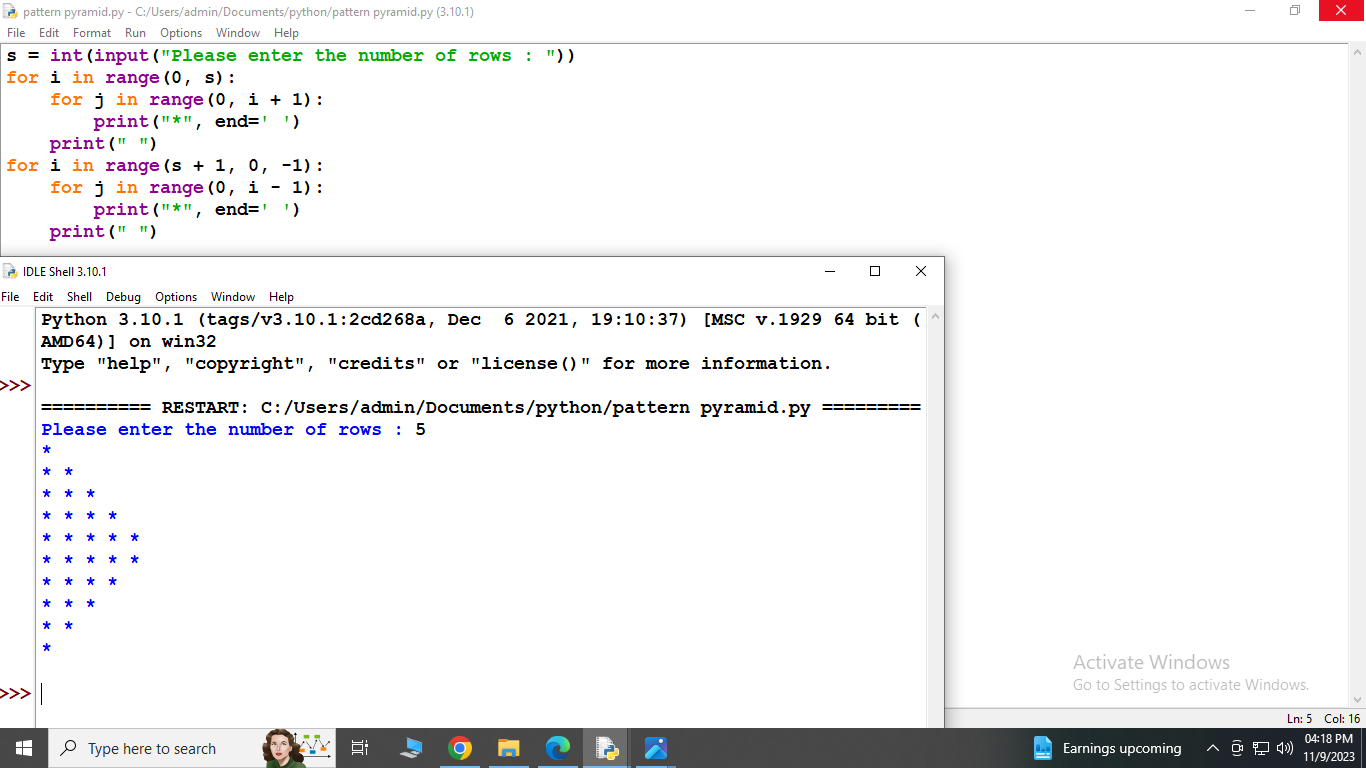 pattern pyramid.py - C:/Users/admin/Documents/python/pattern pyramid.py (3.10.1)
File Edit Format Run Options Window Help
s = int(input("Please enter the number of rows : "))
for i in range(0, s):
    for j in range(0, i + 1):
        print("*", end=' ')
    print(" ")
for i in range(s + 1, 0, -1):
    for j in range(0, i - 1):
        print("*", end=' ')
    print(" ")
IDLE Shell 3.10.1
File Edit Shell Debug Options Window Help
Python 3.10.1 (tags/v3.10.1:2cd268a, Dec  6 2021, 19:10:37) [MSC v.1929 64 bit (
AMD64)] on win32
Type "help", "copyright", "credits" or "license()" for more information.
>>>
========== RESTART: C:/Users/admin/Documents/python/pattern pyramid.py =========
Please enter the number of rows : 5
*
* *
* * *
* * * *
* * * * *
* * * * *
* * * *
* * *
* *
*
>>>
Activate Windows
Go to Settings to activate Windows.
Ln: 5 Col: 16
Type here to search
Earnings upcoming
04:18 PM
11/9/2023